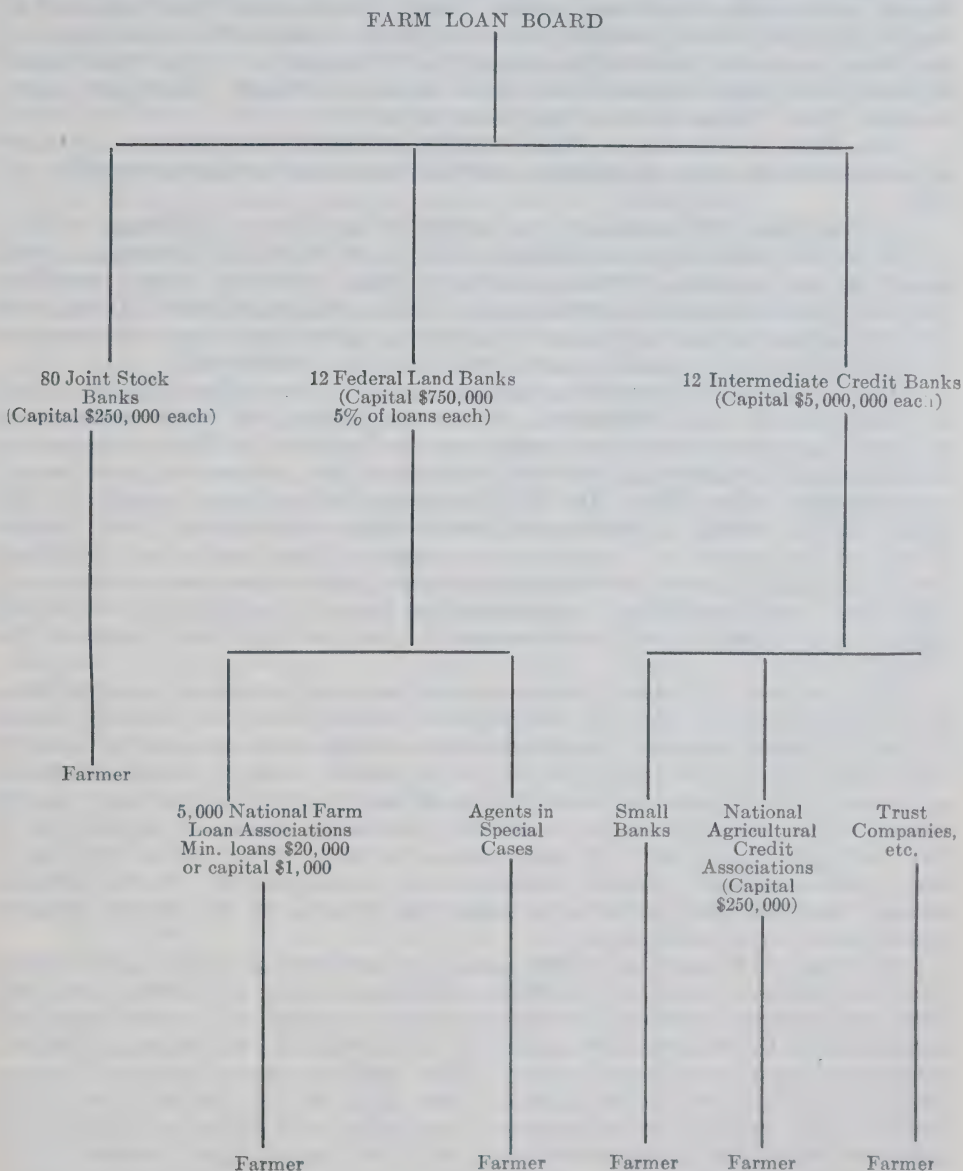 FARM LOAN BOARD
80 Joint Stock
Banks
(Capital $250,000 each)
12 Federal Land Banks
(Capital $750,000
5% of loans each)
12 Intermediate Credit Banks
(Capital $5,000,000 each)
Farmer
5,000 National Farm
Loan Associations
Min. loans $20,000
or capital $1,000
Agents in
Special
Cases
Small
Banks
National
Agricultural
Credit
Associations
(Capital
$250,000)
Trust
Companies,
etc.
Farmer
Farmer
Farmer
Farmer
Farmer